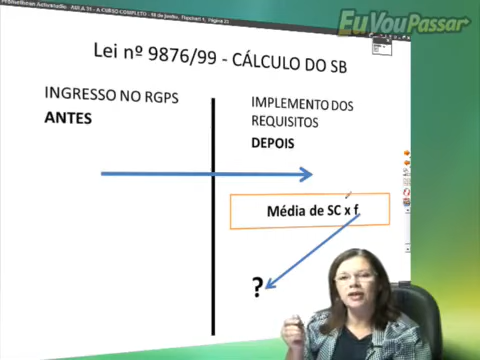 EuVouPassar
Lei nº 9876/99 - CÁLCULO DO SB
INGRESSO NO RGPS
ANTES
IMPLEMENTO DOS
REQUISITOS
DEPOIS
Média de SC x f
?